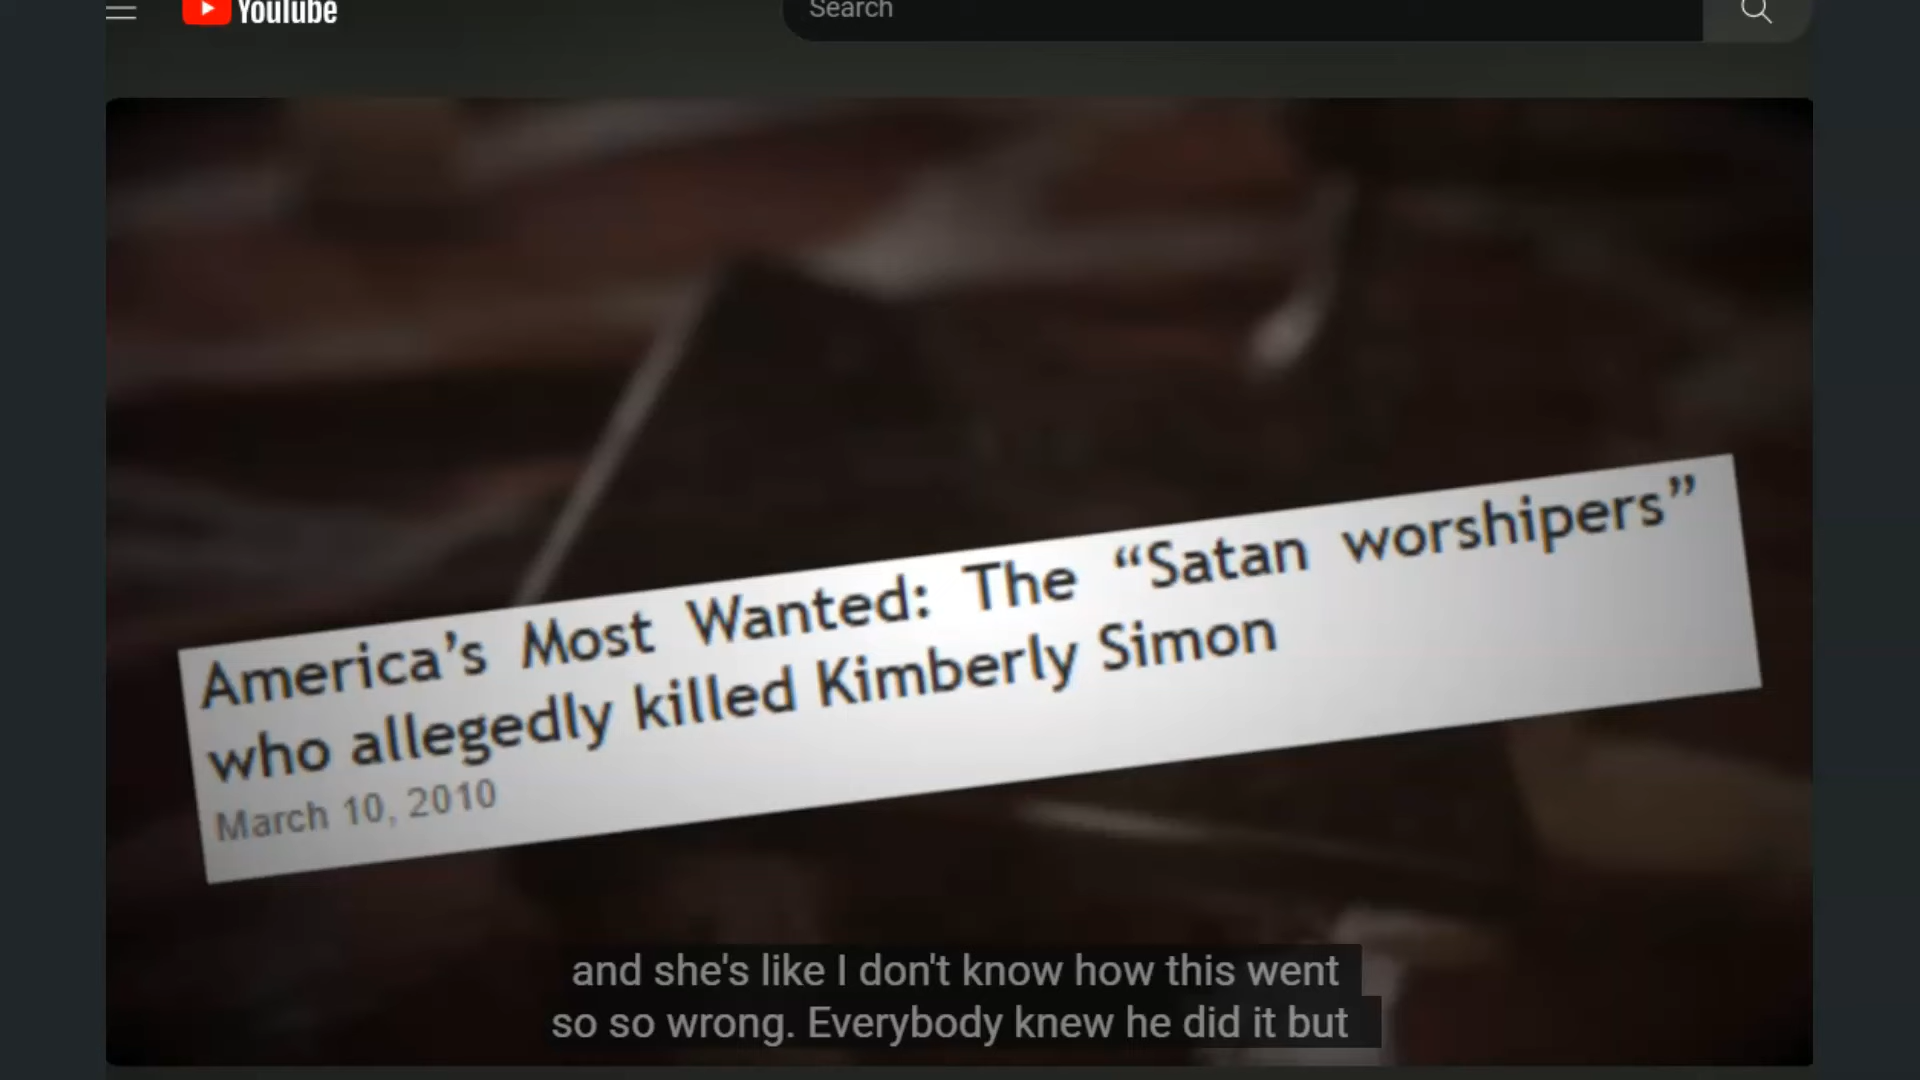 YouTube
Search
America’s Most Wanted: The “Satan worshipers”
who allegedly killed Kimberly Simon
March 10, 2010
and she's like I don't know how this went
so so wrong. Everybody knew he did it but